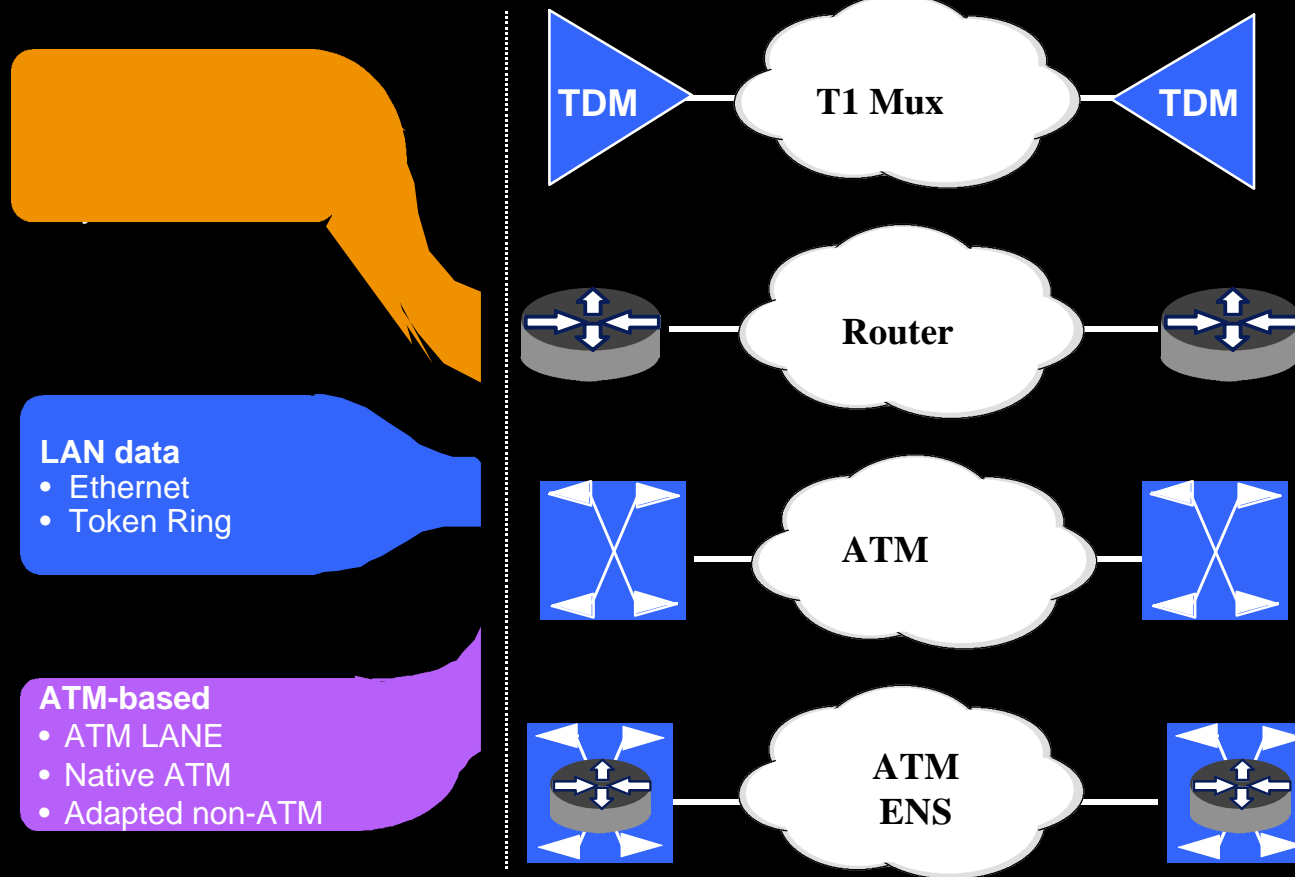 TDM
T1 Mux
TDM
Router
LAN data
• Ethernet
• Token Ring
ATM
ATM-based
• ATM LANE
• Native ATM
• Adapted non-ATM
ATM
ENS